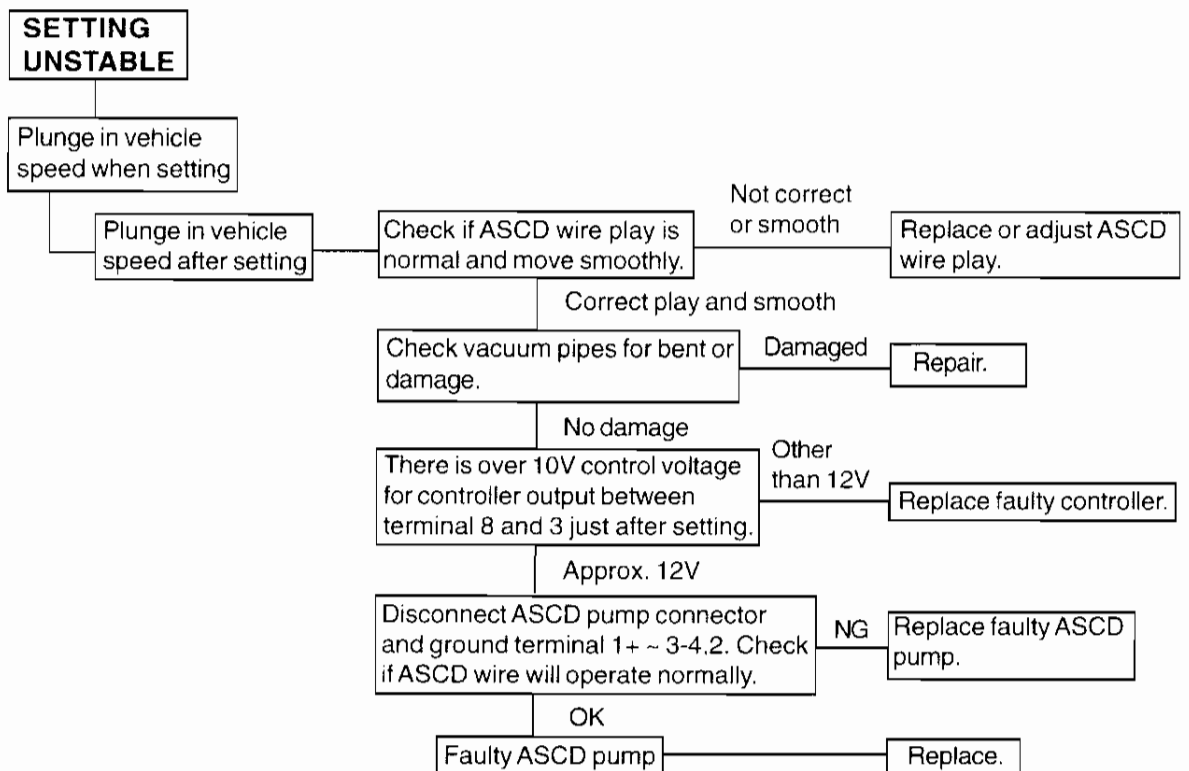 SETTING
UNSTABLE
Plunge in vehicle
speed when setting
Plunge in vehicle
speed after setting
Check if ASCD wire play is
normal and move smoothly.
Not correct
or smooth
Replace or adjust ASCD
wire play.
Correct play and smooth
Check vacuum pipes for bent or
damage.
Damaged
Repair.
No damage
There is over 10V control voltage
for controller output between
terminal 8 and 3 just after setting.
Other
than 12V
Replace faulty controller.
Approx. 12V
Disconnect ASCD pump connector
and ground terminal 1+ ~ 3-4,2. Check
if ASCD wire will operate normally.
NG
Replace faulty ASCD
pump.
OK
Faulty ASCD pump
Replace.